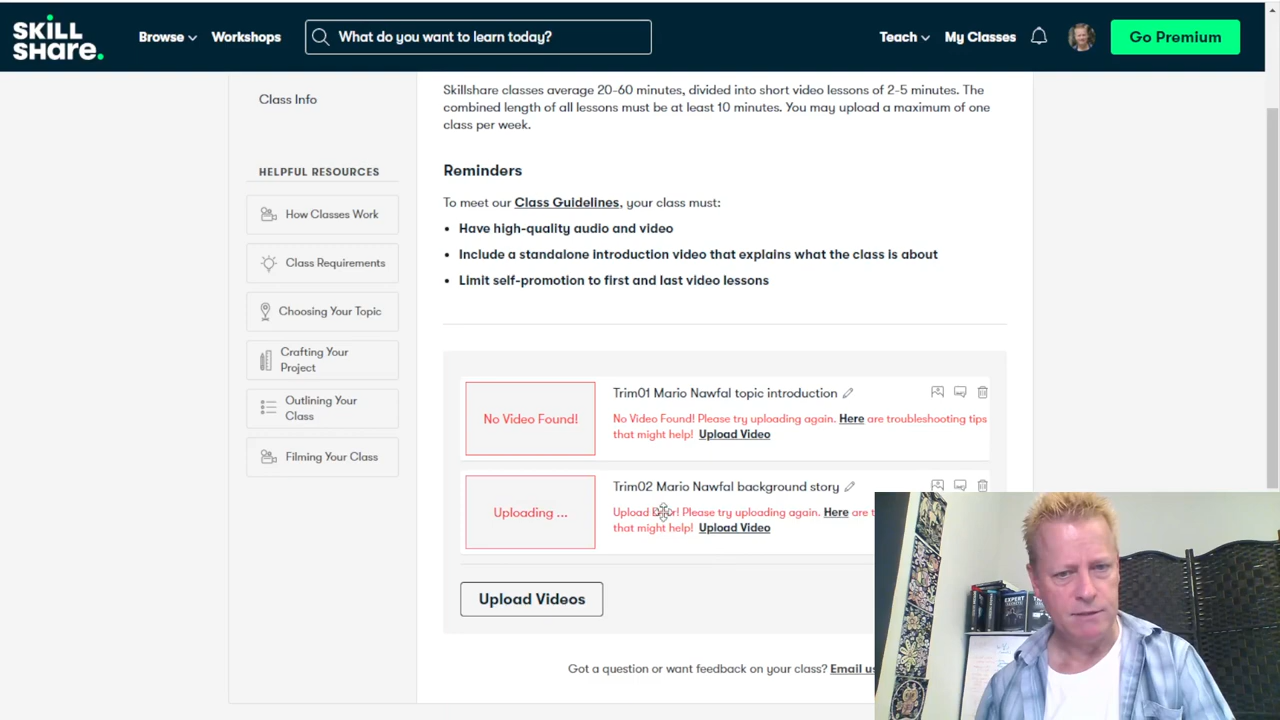 SKILL
SHARE.
Browse
Workshops
What do you want to learn today?
Teach
My Classes
Go Premium
Class Info
HELPFUL RESOURCES
How Classes Work
Class Requirements
Choosing Your Topic
Crafting Your
Project
Outlining Your
Class
Filming Your Class
Skillshare classes average 20-60 minutes, divided into short video lessons of 2-5 minutes. The
combined length of all lessons must be at least 10 minutes. You may upload a maximum of one
class per week.
Reminders
To meet our Class Guidelines, your class must:
• Have high-quality audio and video
• Include a standalone introduction video that explains what the class is about
• Limit self-promotion to first and last video lessons
No Video Found!
Trim01 Mario Nawfal topic introduction
No Video Found! Please try uploading again. Here are troubleshooting tips
that might help! Upload Video
Uploading ...
Trim02 Mario Nawfal background story
Upload Error! Please try uploading again. Here are t
that might help! Upload Video
Upload Videos
Got a question or want feedback on your class? Email us
EXPERT